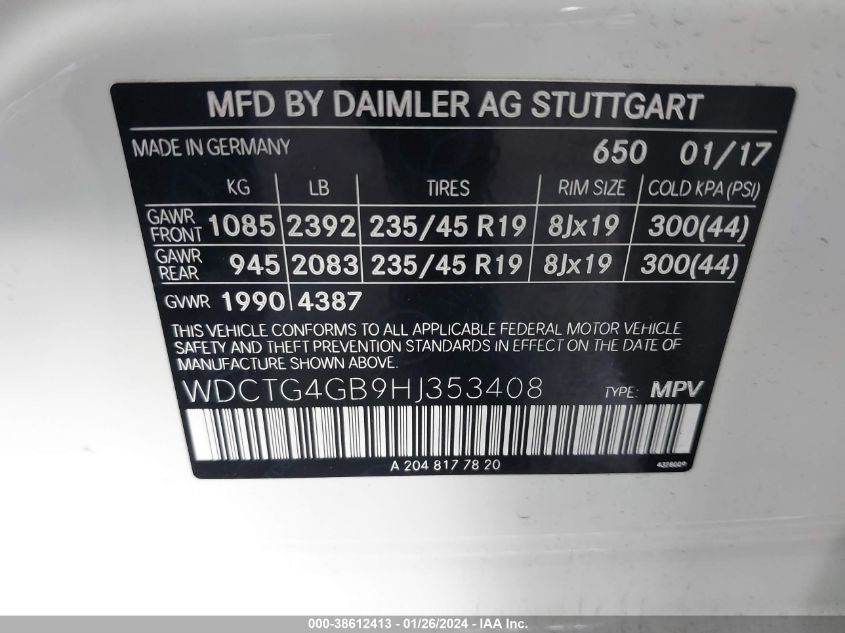 MFD BY DAIMLER AG STUTTGART
MADE IN GERMANY 650 01/17
KG LB TIRES RIM SIZE COLD KPA (PSI)
GAWR FRONT 1085 2392 235/45 R19 8Jx19 300(44)
GAWR REAR 945 2083 235/45 R19 8Jx19 300(44)
GVWR 1990 4387
THIS VEHICLE CONFORMS TO ALL APPLICABLE FEDERAL MOTOR VEHICLE
SAFETY AND THEFT PREVENTION STANDARDS IN EFFECT ON THE DATE OF
MANUFACTURE SHOWN ABOVE.
WDCTG4GB9HJ353408 TYPE: MPV
A 204 817 78 20 4328009
000-38612413 - 01/26/2024 - IAA Inc.